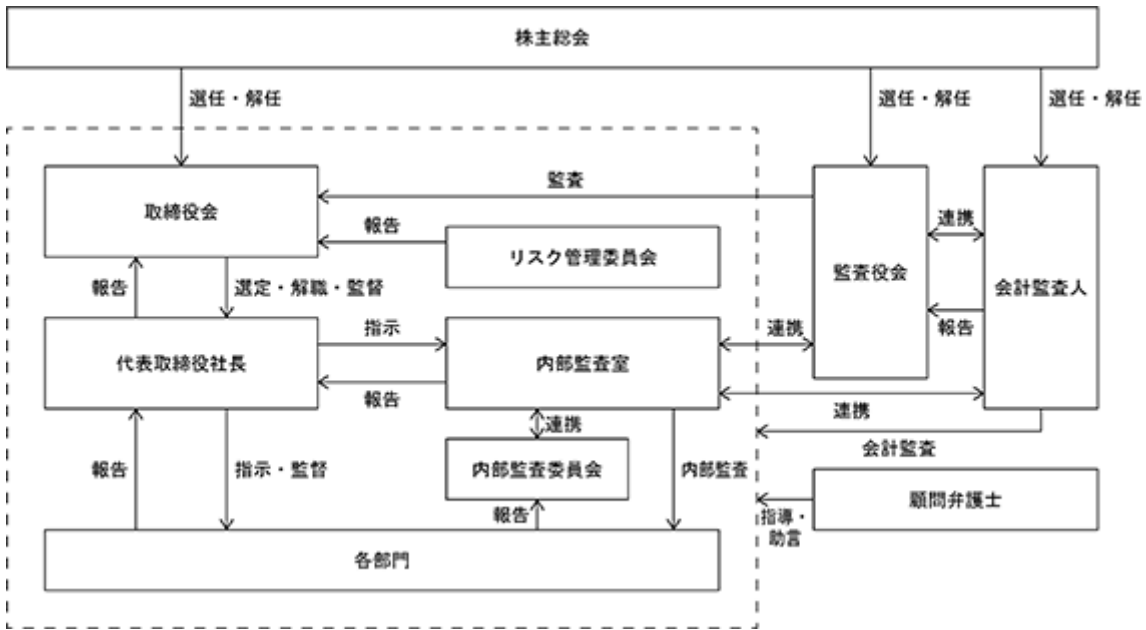 株主総会
選任・解任
選任・解任
選任・解任
取締役会
監査
報告
リスク管理委員会
監査役会
連携
会計監査人
報告
選定・解職・監督
報告
代表取締役社長
指示
報告
内部監査室
連携
連携
会計監査
連携
報告
指示・監督
内部監査委員会
内部監査
報告
顧問弁護士
指導・
助言
各部門